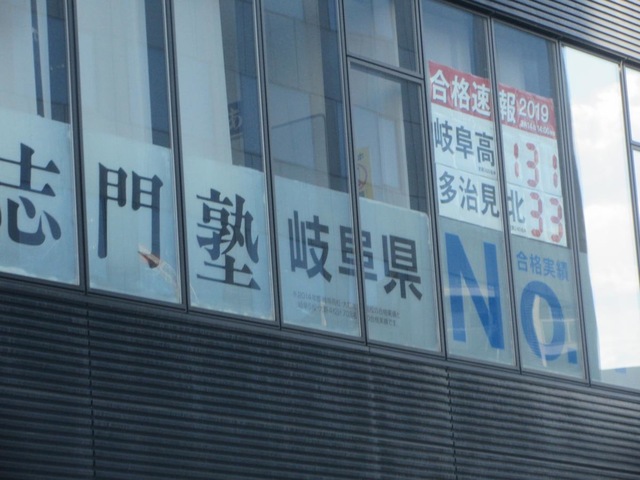 志門塾
岐阜県
合格速報2019
岐阜高 131
多治見北 33
合格実績
No.